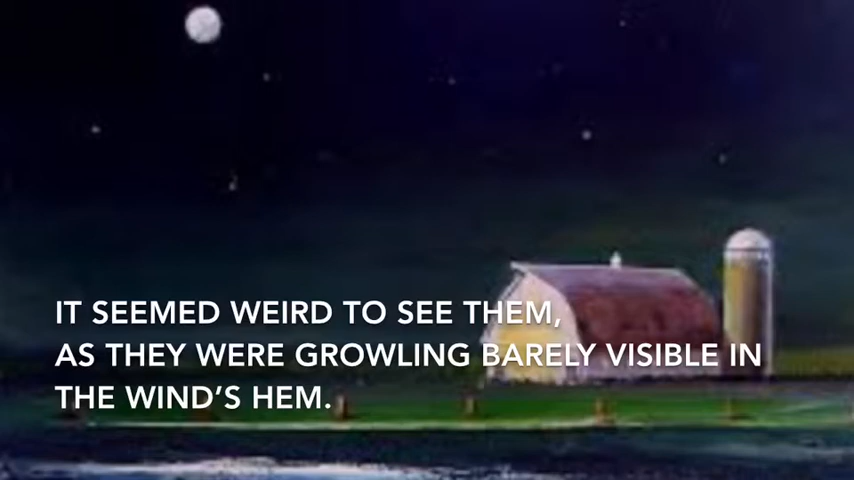 IT SEEMED WEIRD TO SEE THEM,
AS THEY WERE GROWLING BARELY VISIBLE IN
THE WIND'S HEM.